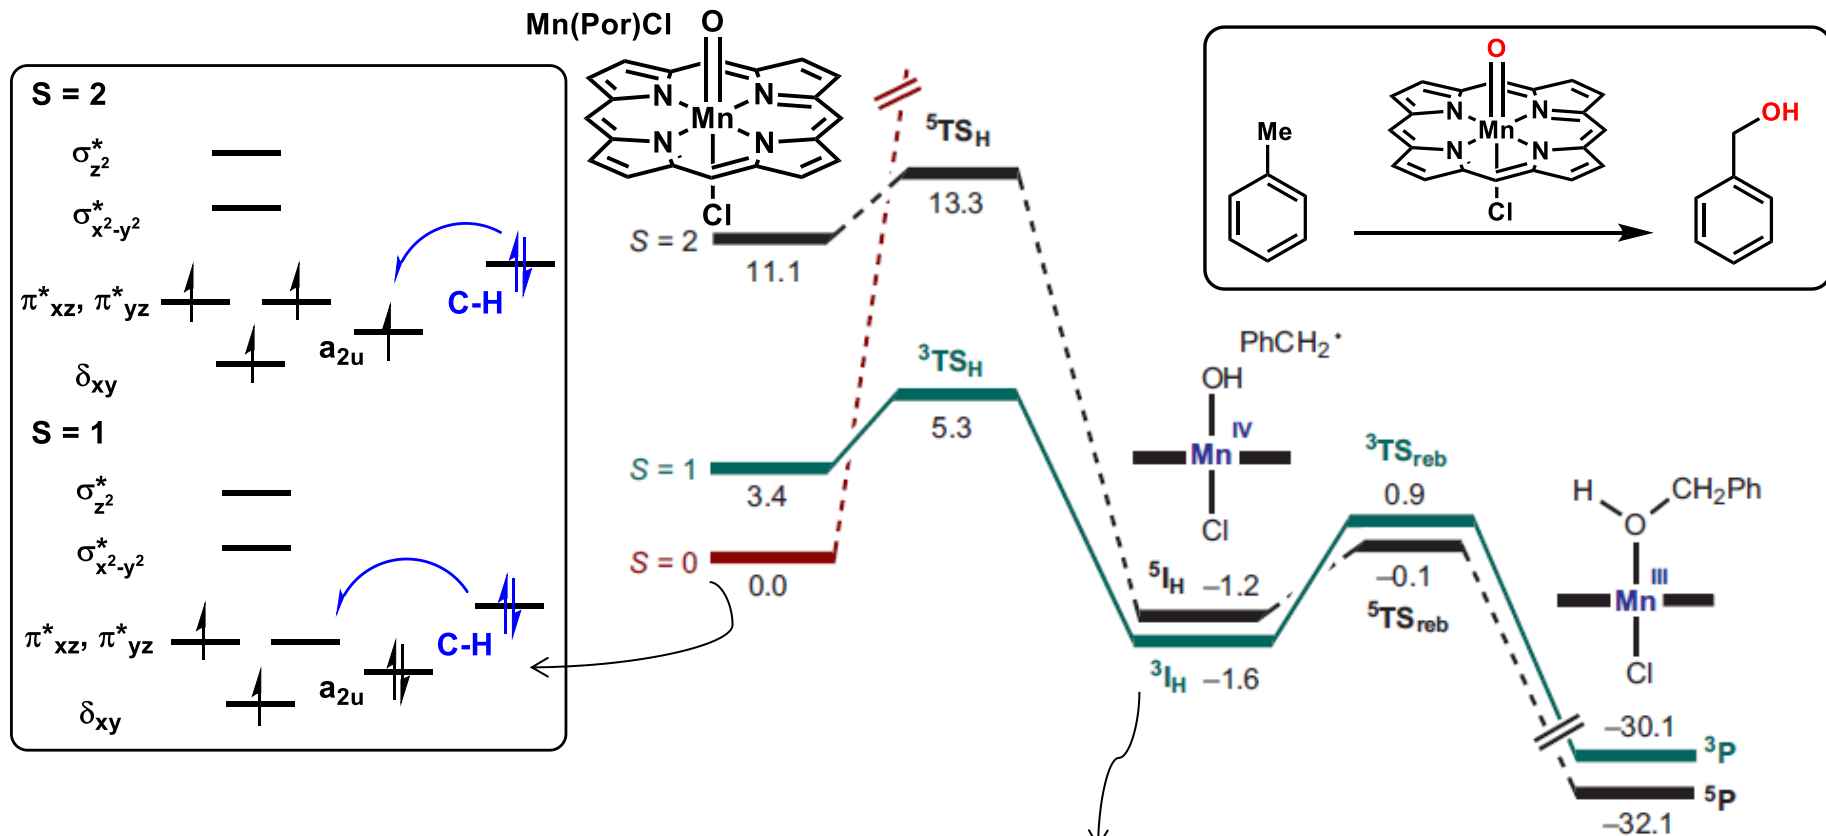 Mn(Por)Cl
O
N
N
Mn
N
N
Cl
S = 2
σ*z²
σ*x²-y²
π*xz, π*yz
a2u
C-H
δxy
S = 1
σ*z²
σ*x²-y²
π*xz, π*yz
a2u
C-H
δxy
S = 2
11.1
⁵TSH
13.3
S = 1
3.4
³TSH
5.3
S = 0
0.0
Me
O
N
N
Mn
N
N
Cl
OH
PhCH2•
OH
IV
Mn
Cl
⁵IH –1.2
³IH –1.6
³TSreb
0.9
–0.1
⁵TSreb
H
CH2Ph
O
III
Mn
Cl
–30.1
³P
⁵P
–32.1